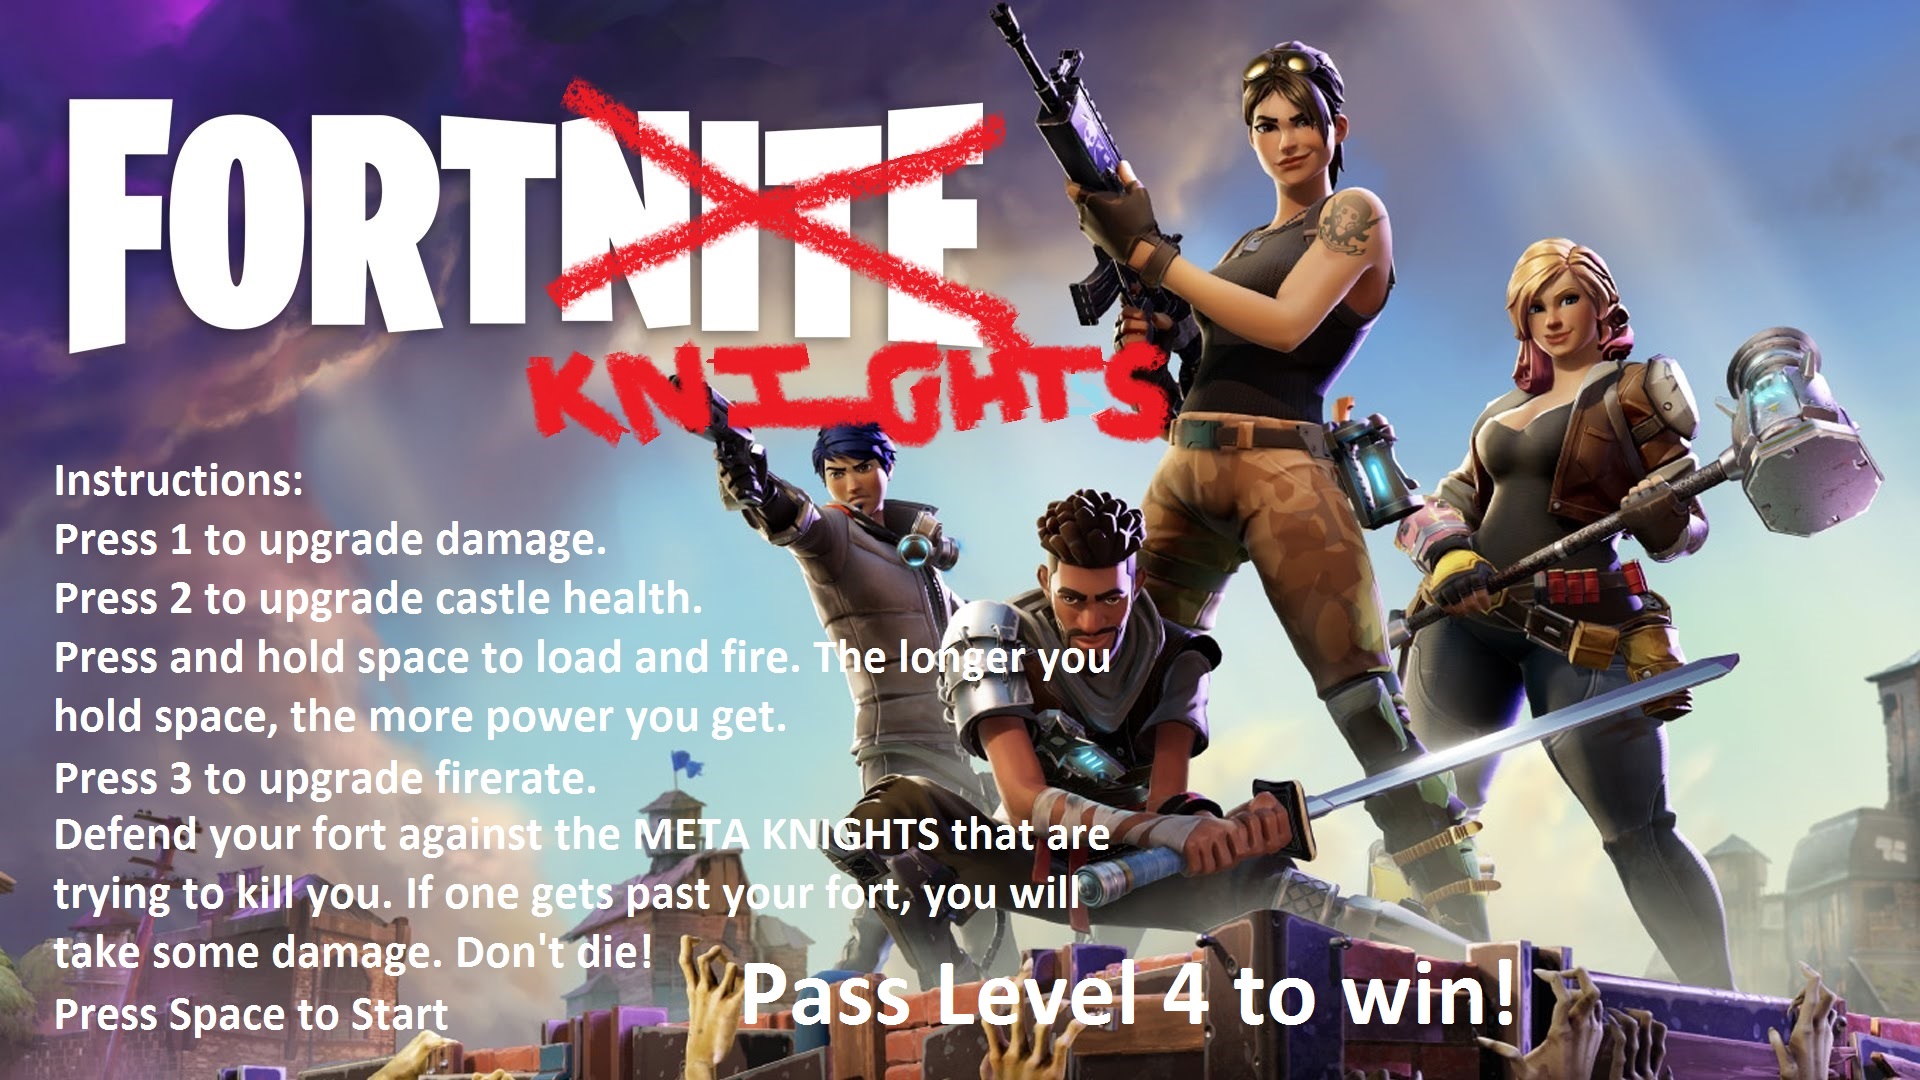 FORTNITE
KNIGHTS
Instructions:
Press 1 to upgrade damage.
Press 2 to upgrade castle health.
Press and hold space to load and fire. The longer you
hold space, the more power you get.
Press 3 to upgrade firerate.
Defend your fort against the META KNIGHTS that are
trying to kill you. If one gets past your fort, you will
take some damage. Don't die!
Press Space to Start
Pass Level 4 to win!